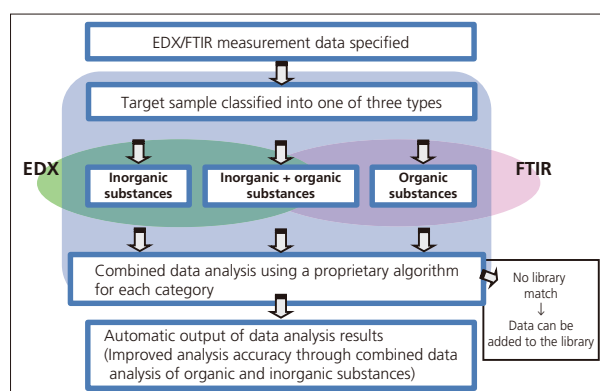 EDX/FTIR measurement data specified
Target sample classified into one of three types
EDX
Inorganic
substances
Inorganic + organic
substances
Organic
substances
FTIR
Combined data analysis using a proprietary algorithm
for each category
No library
match
↓
Data can be
added to the library
Automatic output of data analysis results
(Improved analysis accuracy through combined data
analysis of organic and inorganic substances)